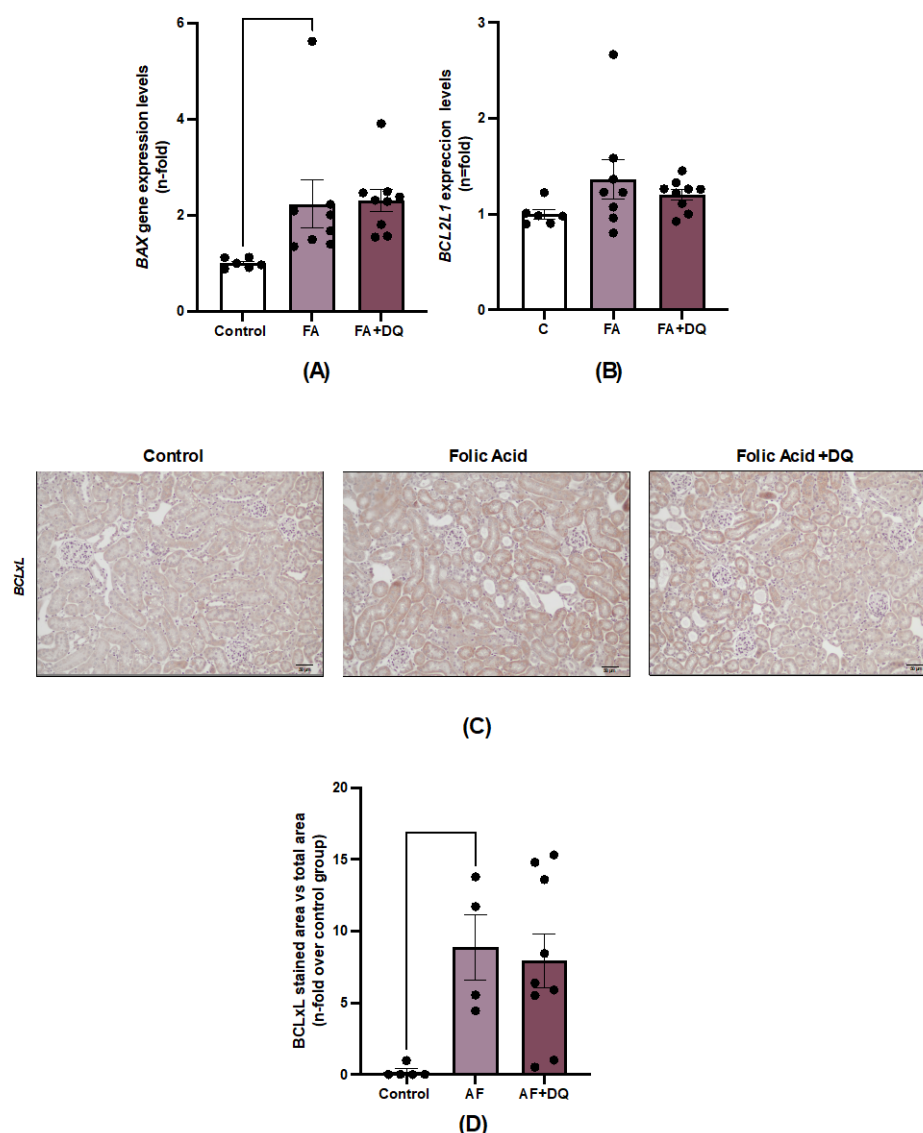 BAX gene expression levels
(n-fold)
6
4
2
0
Control
FA
FA+DQ
(A)
BCL2L1 expreccion levels
(n=fold)
3
2
1
0
C
FA
FA+DQ
(B)
Control
Folic Acid
Folic Acid +DQ
BCLxL
(C)
BCLxL stained area vs total area
(n-fold over control group)
20
15
10
5
0
Control
AF
AF+DQ
(D)